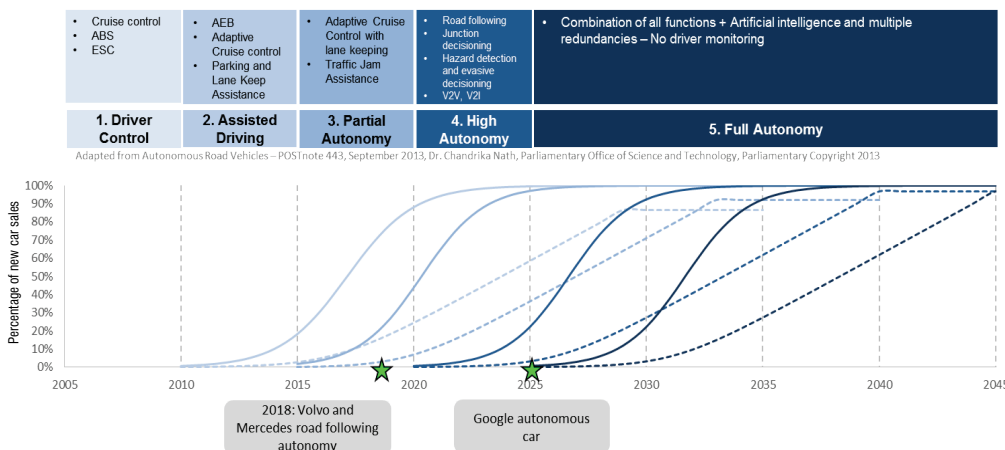 • Cruise control
• ABS
• ESC
• AEB
• Adaptive
Cruise control
• Parking and
Lane Keep
Assistance
• Adaptive Cruise
Control with
lane keeping
• Traffic Jam
Assistance
• Road following
• Junction
decisioning
• Hazard detection
and evasive
decisioning
• V2V, V2I
• Combination of all functions + Artificial intelligence and multiple
redundancies – No driver monitoring
1. Driver
Control
2. Assisted
Driving
3. Partial
Autonomy
4. High
Autonomy
5. Full Autonomy
Adapted from Autonomous Road Vehicles – POSTnote 443, September 2013, Dr. Chandrika Nath, Parliamentary Office of Science and Technology, Parliamentary Copyright 2013
Percentage of new car sales
100%
90%
80%
70%
60%
50%
40%
30%
20%
10%
0%
2005 2010 2015 2020 2025 2030 2035 2040 2045
2018: Volvo and
Mercedes road following
autonomy
Google autonomous
car